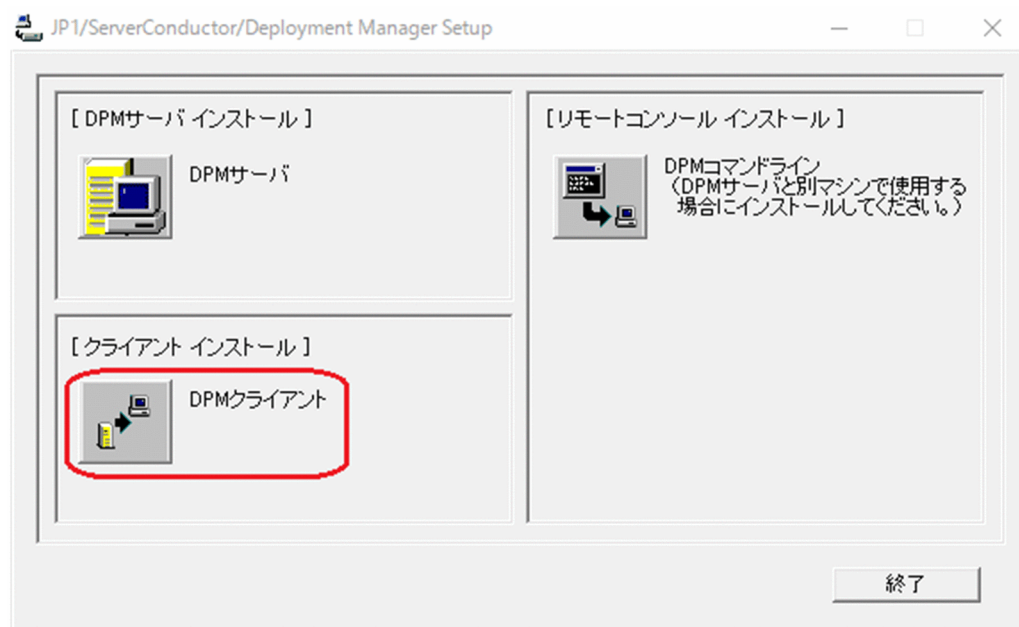 JP1/ServerConductor/Deployment Manager Setup
[ DPMサーバ インストール ]
DPMサーバ
[ クライアント インストール ]
DPMクライアント
[リモートコンソール インストール ]
DPMコマンドライン
(DPMサーバと別マシンで使用する
場合にインストールしてください。)
終了